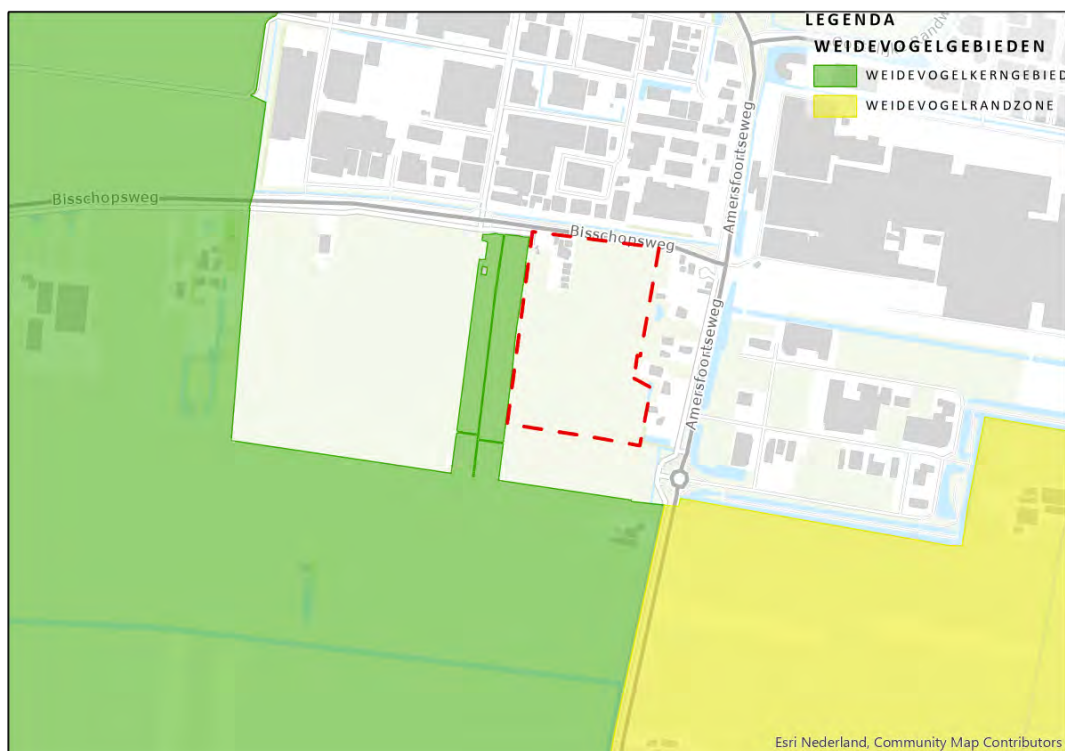 LEGENDA
WEIDEVOGELGEBIEDEN
WEIDEVOGELKERNGEBIED
WEIDEVOGELRANDZONE
Amersfoortseweg
Bisschopsweg
Bisschopsweg
Amersfoortseweg
Esri Nederland, Community Map Contributors